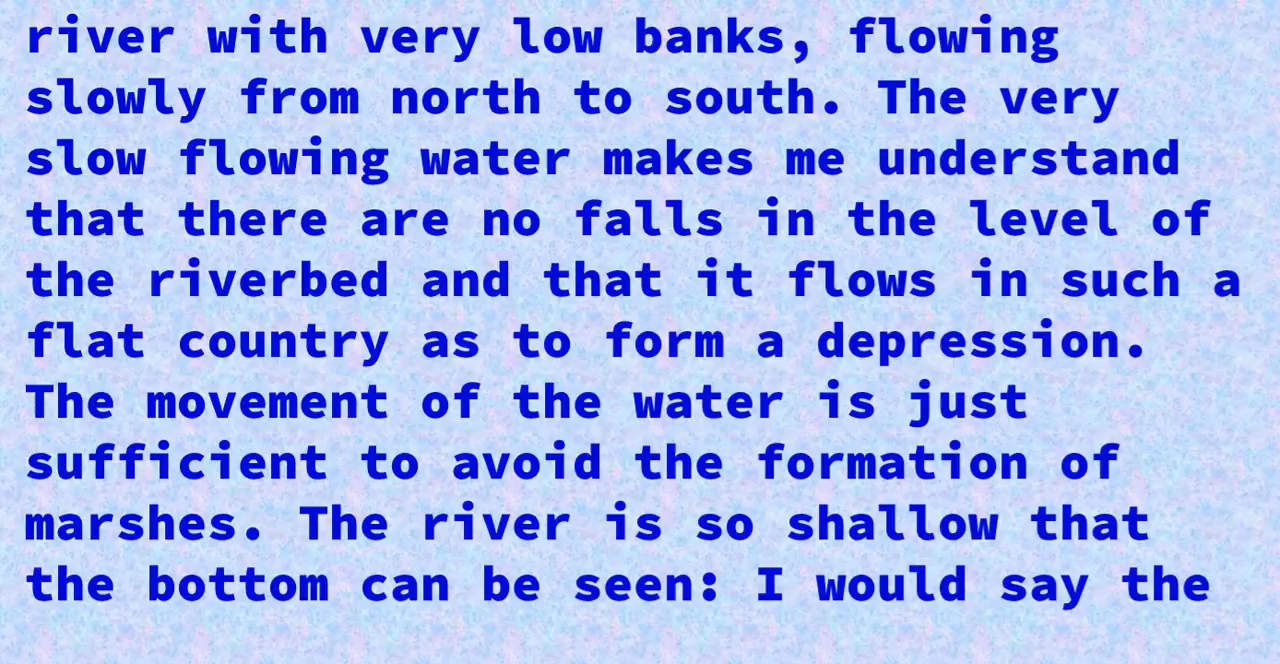 river with very low banks, flowing
slowly from north to south. The very
slow flowing water makes me understand
that there are no falls in the level of
the riverbed and that it flows in such a
flat country as to form a depression.
The movement of the water is just
sufficient to avoid the formation of
marshes. The river is so shallow that
the bottom can be seen: I would say the